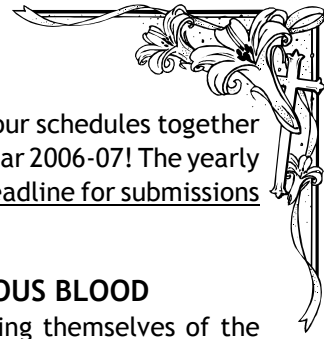 our schedules together
ar 2006-07! The yearly
eadline for submissions
OUS BLOOD
ing themselves of the